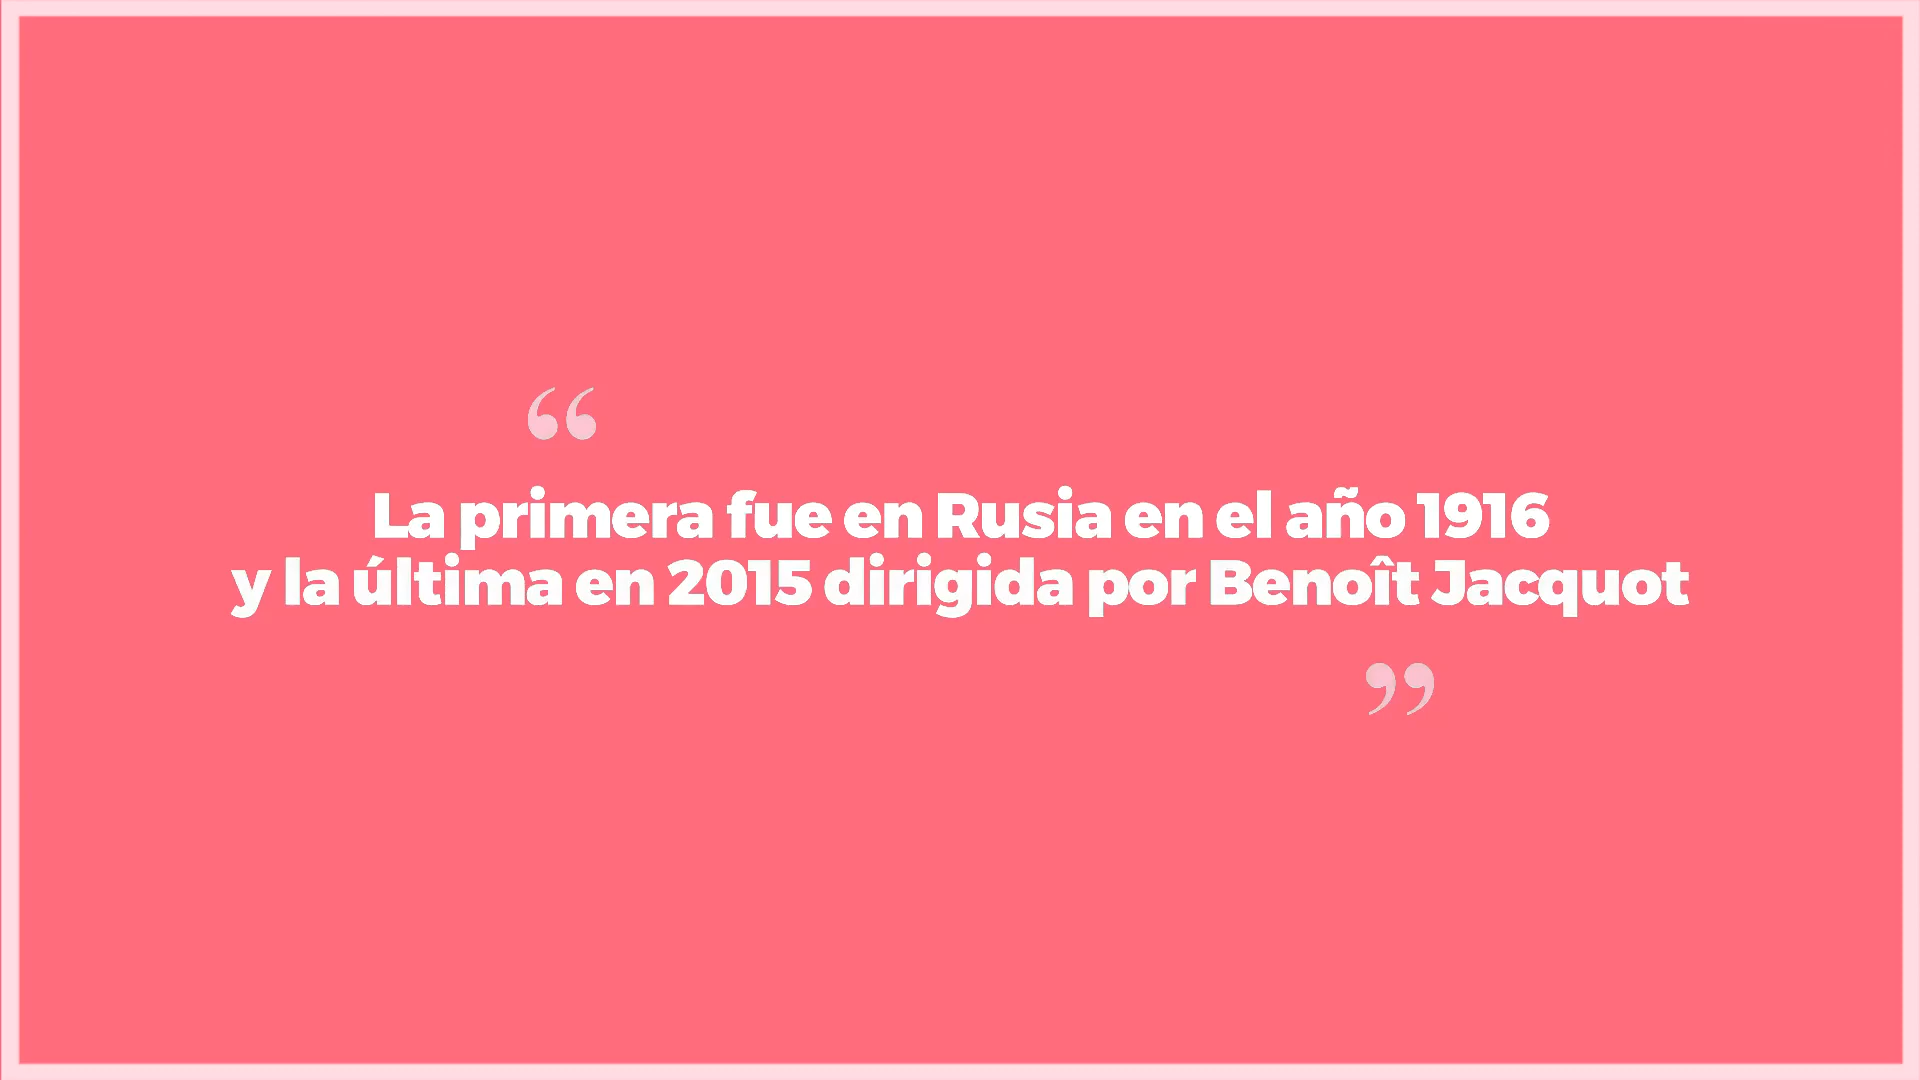 “
La primera fue en Rusia en el año 1916
y la última en 2015 dirigida por Benoît Jacquot
”